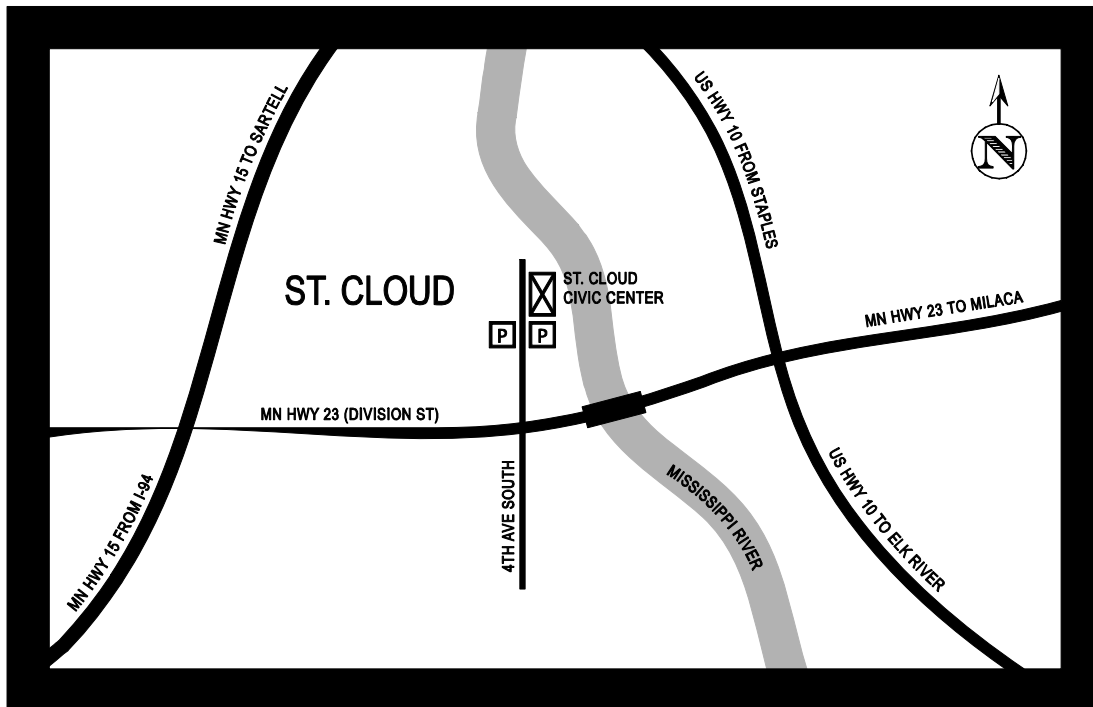 MN HWY 15 TO SARTELL
US HWY 10 FROM STAPLES
N
ST. CLOUD
ST. CLOUD
CIVIC CENTER
P
P
MN HWY 23 TO MILACA
MN HWY 23 (DIVISION ST)
MN HWY 15 FROM I-94
4TH AVE SOUTH
MISSISSIPPI RIVER
US HWY 10 TO ELK RIVER